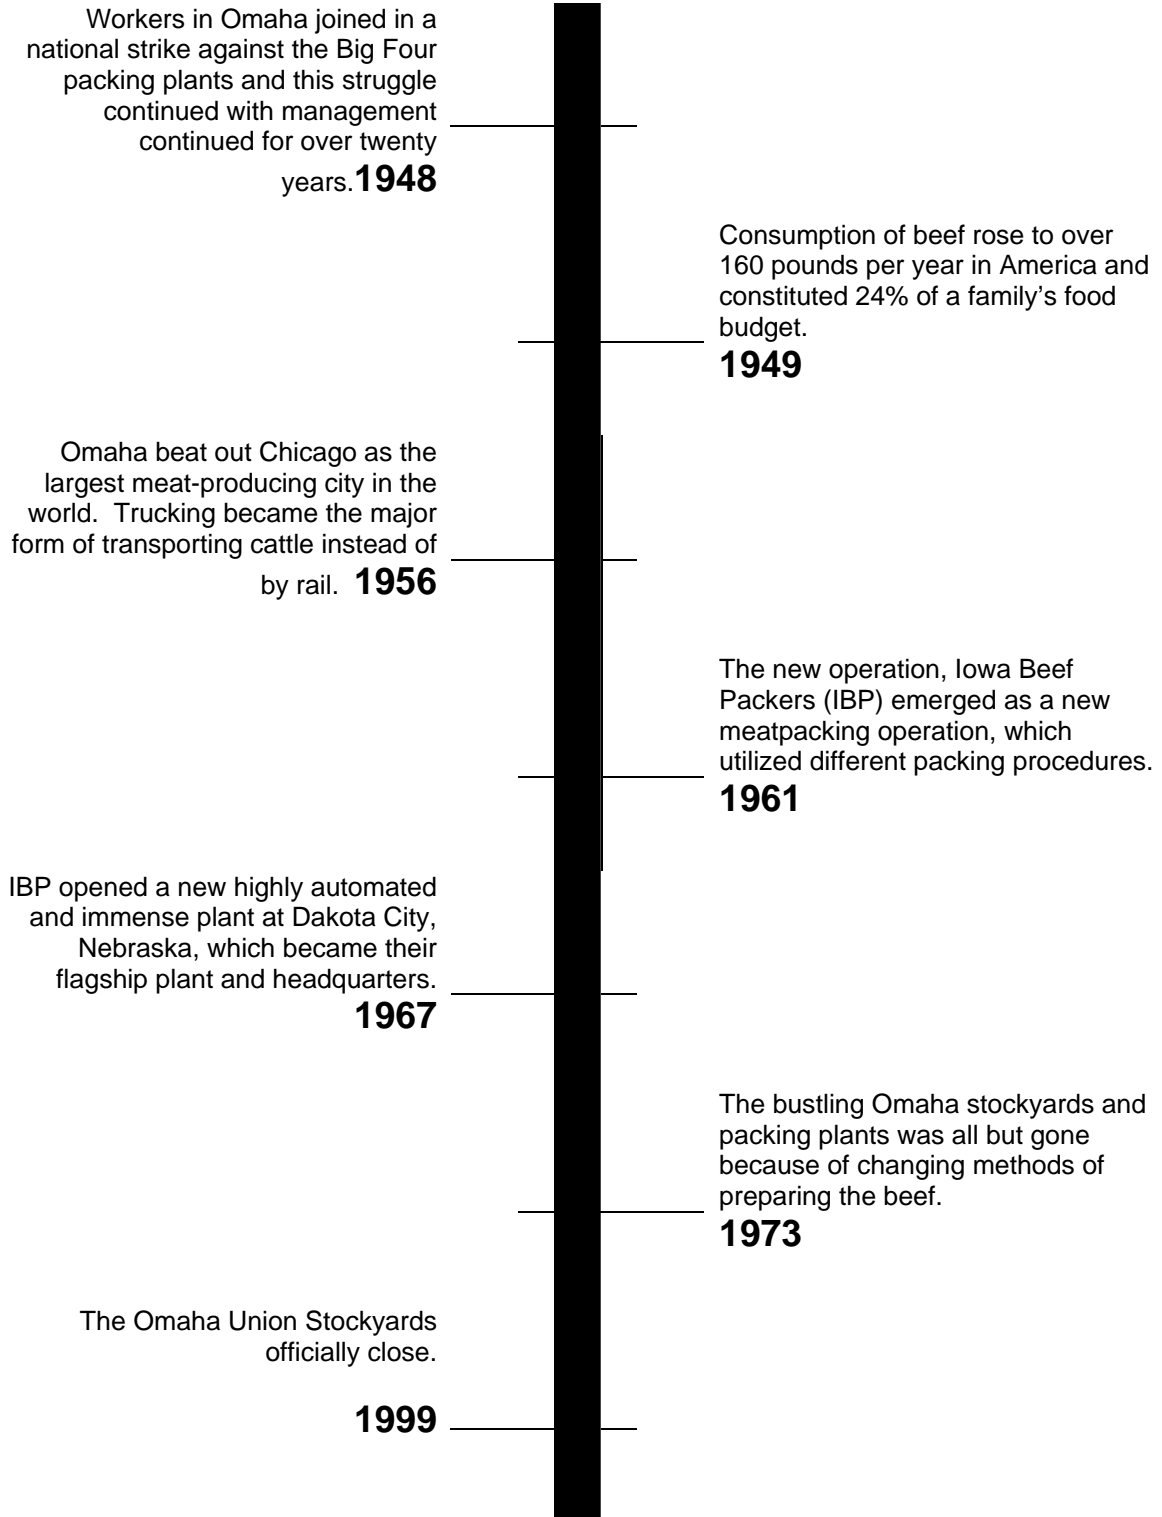 Workers in Omaha joined in a
national strike against the Big Four
packing plants and this struggle
continued with management
continued for over twenty
years.1948
Consumption of beef rose to over
160 pounds per year in America and
constituted 24% of a family's food
budget.
1949
Omaha beat out Chicago as the
largest meat-producing city in the
world.  Trucking became the major
form of transporting cattle instead of
by rail.  1956
The new operation, Iowa Beef
Packers (IBP) emerged as a new
meatpacking operation, which
utilized different packing procedures.
1961
IBP opened a new highly automated
and immense plant at Dakota City,
Nebraska, which became their
flagship plant and headquarters.
1967
The bustling Omaha stockyards and
packing plants was all but gone
because of changing methods of
preparing the beef.
1973
The Omaha Union Stockyards
officially close.
1999